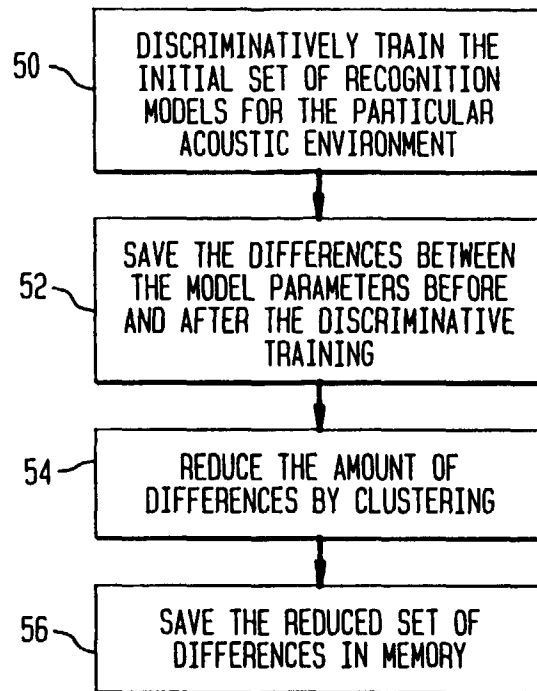 50
DISCRIMINATIVELY TRAIN THE
INITIAL SET OF RECOGNITION
MODELS FOR THE PARTICULAR
ACOUSTIC ENVIRONMENT
52
SAVE THE DIFFERENCES BETWEEN
THE MODEL PARAMETERS BEFORE
AND AFTER THE DISCRIMINATIVE
TRAINING
54
REDUCE THE AMOUNT OF
DIFFERENCES BY CLUSTERING
56
SAVE THE REDUCED SET OF
DIFFERENCES IN MEMORY